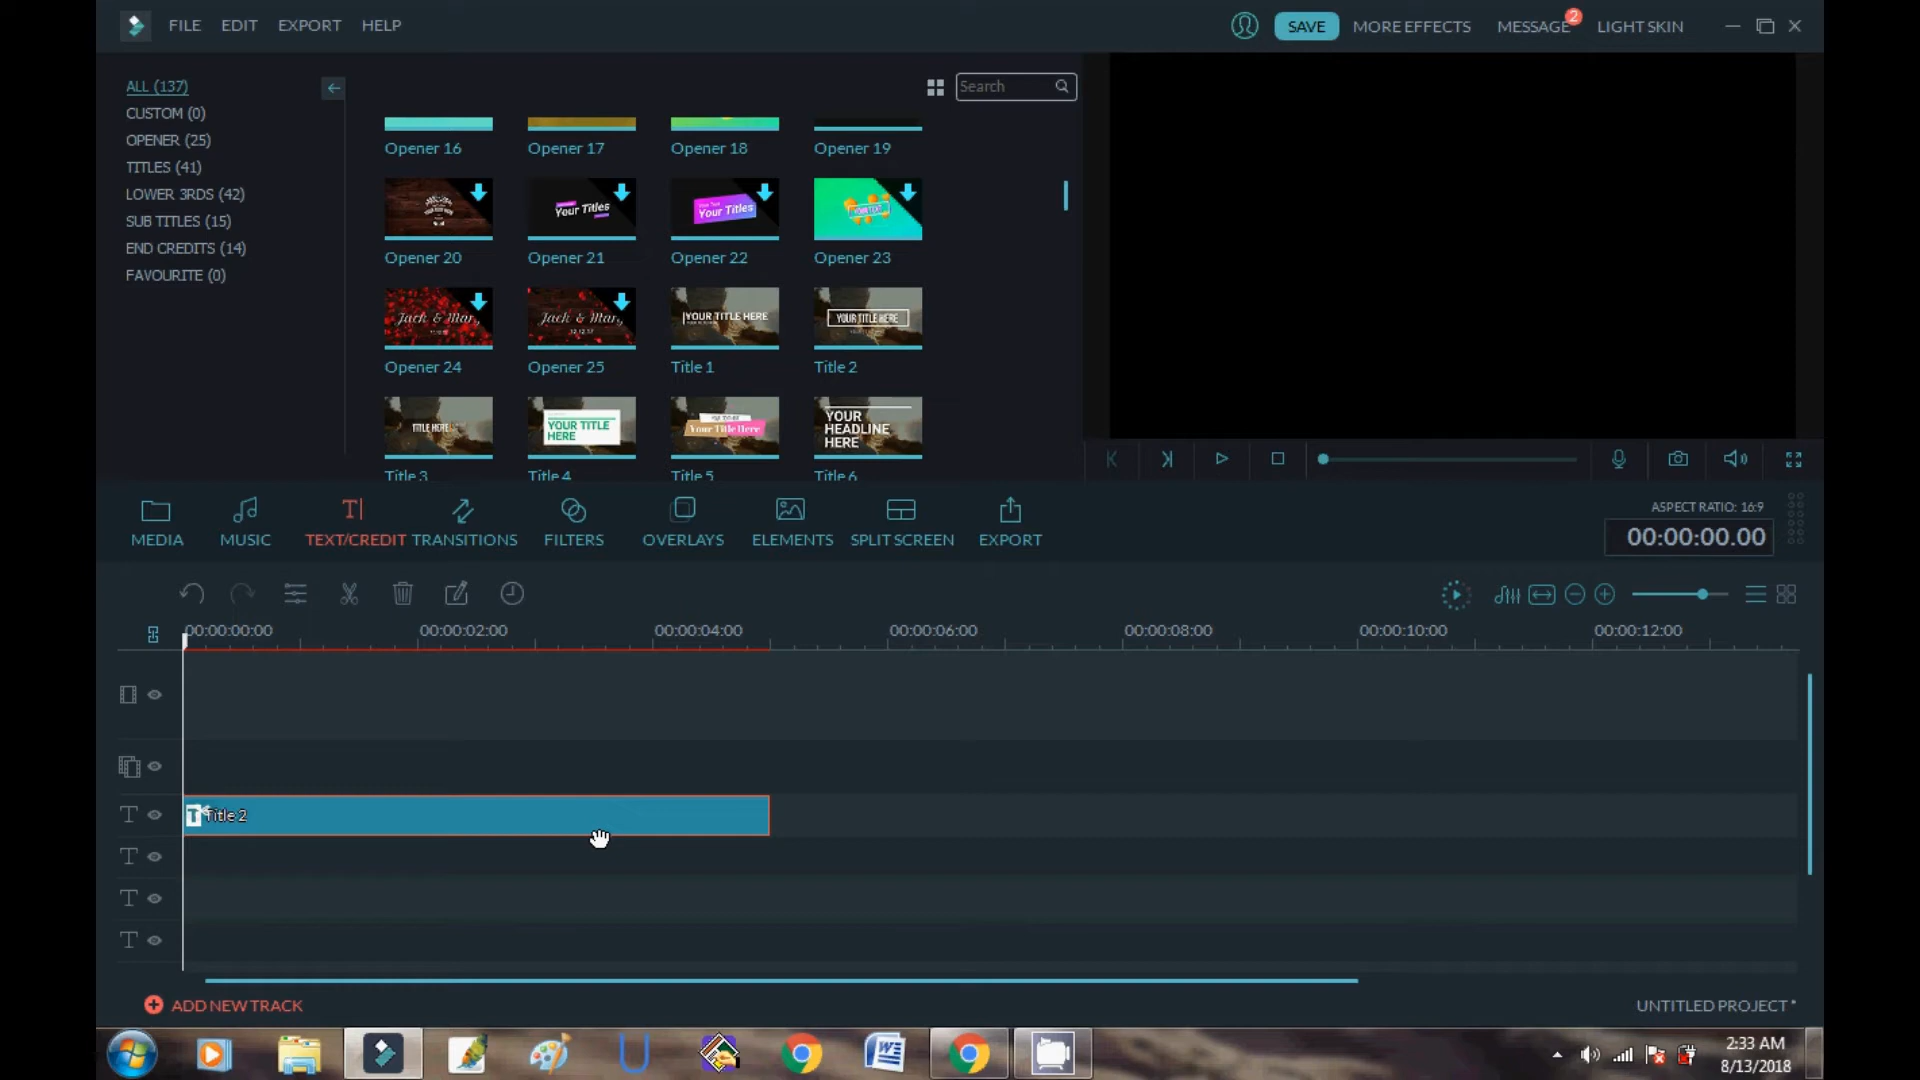 FILE EDIT EXPORT HELP
SAVE MORE EFFECTS MESSAGE 2 LIGHT SKIN
ALL (137)
CUSTOM (0)
OPENER (25)
TITLES (41)
LOWER 3RDS (42)
SUB TITLES (15)
END CREDITS (14)
FAVOURITE (0)
Search
Opener 16 Opener 17 Opener 18 Opener 19
Your Titles
Your Titles
YOUR TEXT
Opener 20 Opener 21 Opener 22 Opener 23
Jack & Mary
Jack & Mary
12.12.17
YOUR TITLE HERE
YOUR TITLE HERE
Opener 24 Opener 25 Title 1 Title 2
TITLE HERE
YOUR TITLE
HERE
Your Title Here
YOUR
HEADLINE
HERE
Title 3 Title 4 Title 5 Title 6
MEDIA MUSIC TEXT/CREDIT TRANSITIONS FILTERS OVERLAYS ELEMENTS SPLIT SCREEN EXPORT
ASPECT RATIO: 16:9
00:00:00.00
00:00:00:00 00:00:02:00 00:00:04:00 00:00:06:00 00:00:08:00 00:00:10:00 00:00:12:00
Title 2
ADD NEW TRACK
UNTITLED PROJECT *
2:33 AM
8/13/2018